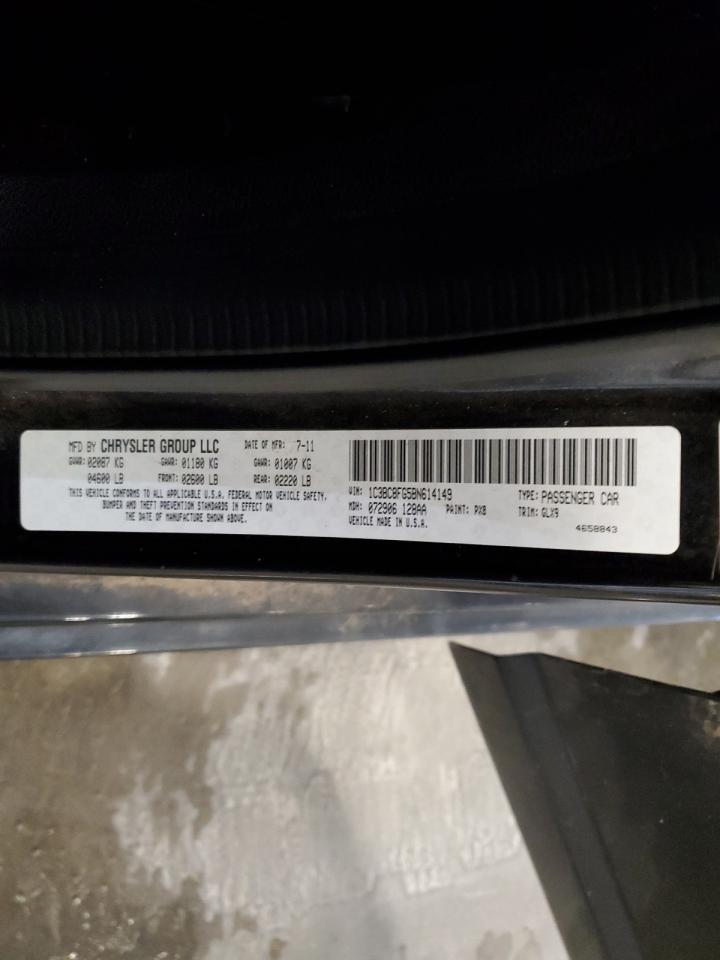 MFD BY CHRYSLER GROUP LLC DATE OF MFR: 7-11
GVWR: 02087 KG GAWR: 01180 KG GAWR: 01007 KG
04600 LB FRONT: 02600 LB REAR: 02220 LB
THIS VEHICLE CONFORMS TO ALL APPLICABLE U.S.A. FEDERAL MOTOR VEHICLE SAFETY,
BUMPER AND THEFT PREVENTION STANDARDS IN EFFECT ON
THE DATE OF MANUFACTURE SHOWN ABOVE.
VIN: 1C3BC8FG5BN614149 TYPE: PASSENGER CAR
MDH: 072906 128AA PAINT: PX8 TRIM: GLX9
VEHICLE MADE IN U.S.A. 4658843